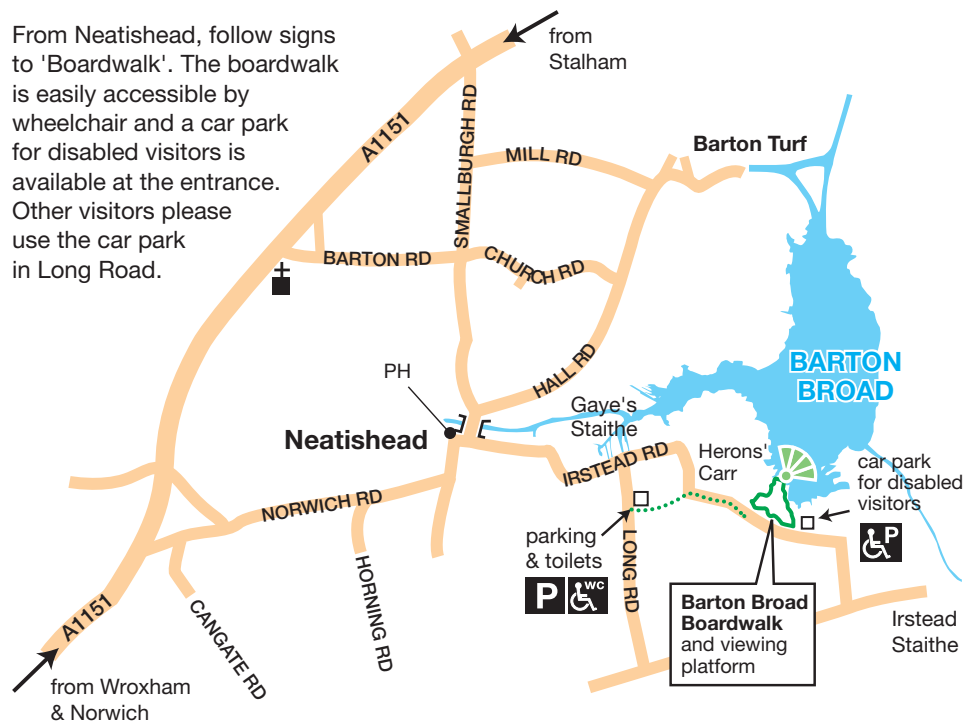 From Neatishead, follow signs
to 'Boardwalk'. The boardwalk
is easily accessible by
wheelchair and a car park
for disabled visitors is
available at the entrance.
Other visitors please
use the car park
in Long Road.
from
Stalham
A1151
SMALLBURGH RD
MILL RD
Barton Turf
BARTON RD
CHURCH RD
HALL RD
BARTON
BROAD
PH
Gaye's
Staithe
Neatishead
IRSTEAD RD
Herons'
Carr
car park
for disabled
visitors
P
NORWICH RD
parking
& toilets
P
WC
LONG RD
HORNING RD
CANGATE RD
Barton Broad
Boardwalk
and viewing
platform
Irstead
Staithe
A1151
from Wroxham
& Norwich